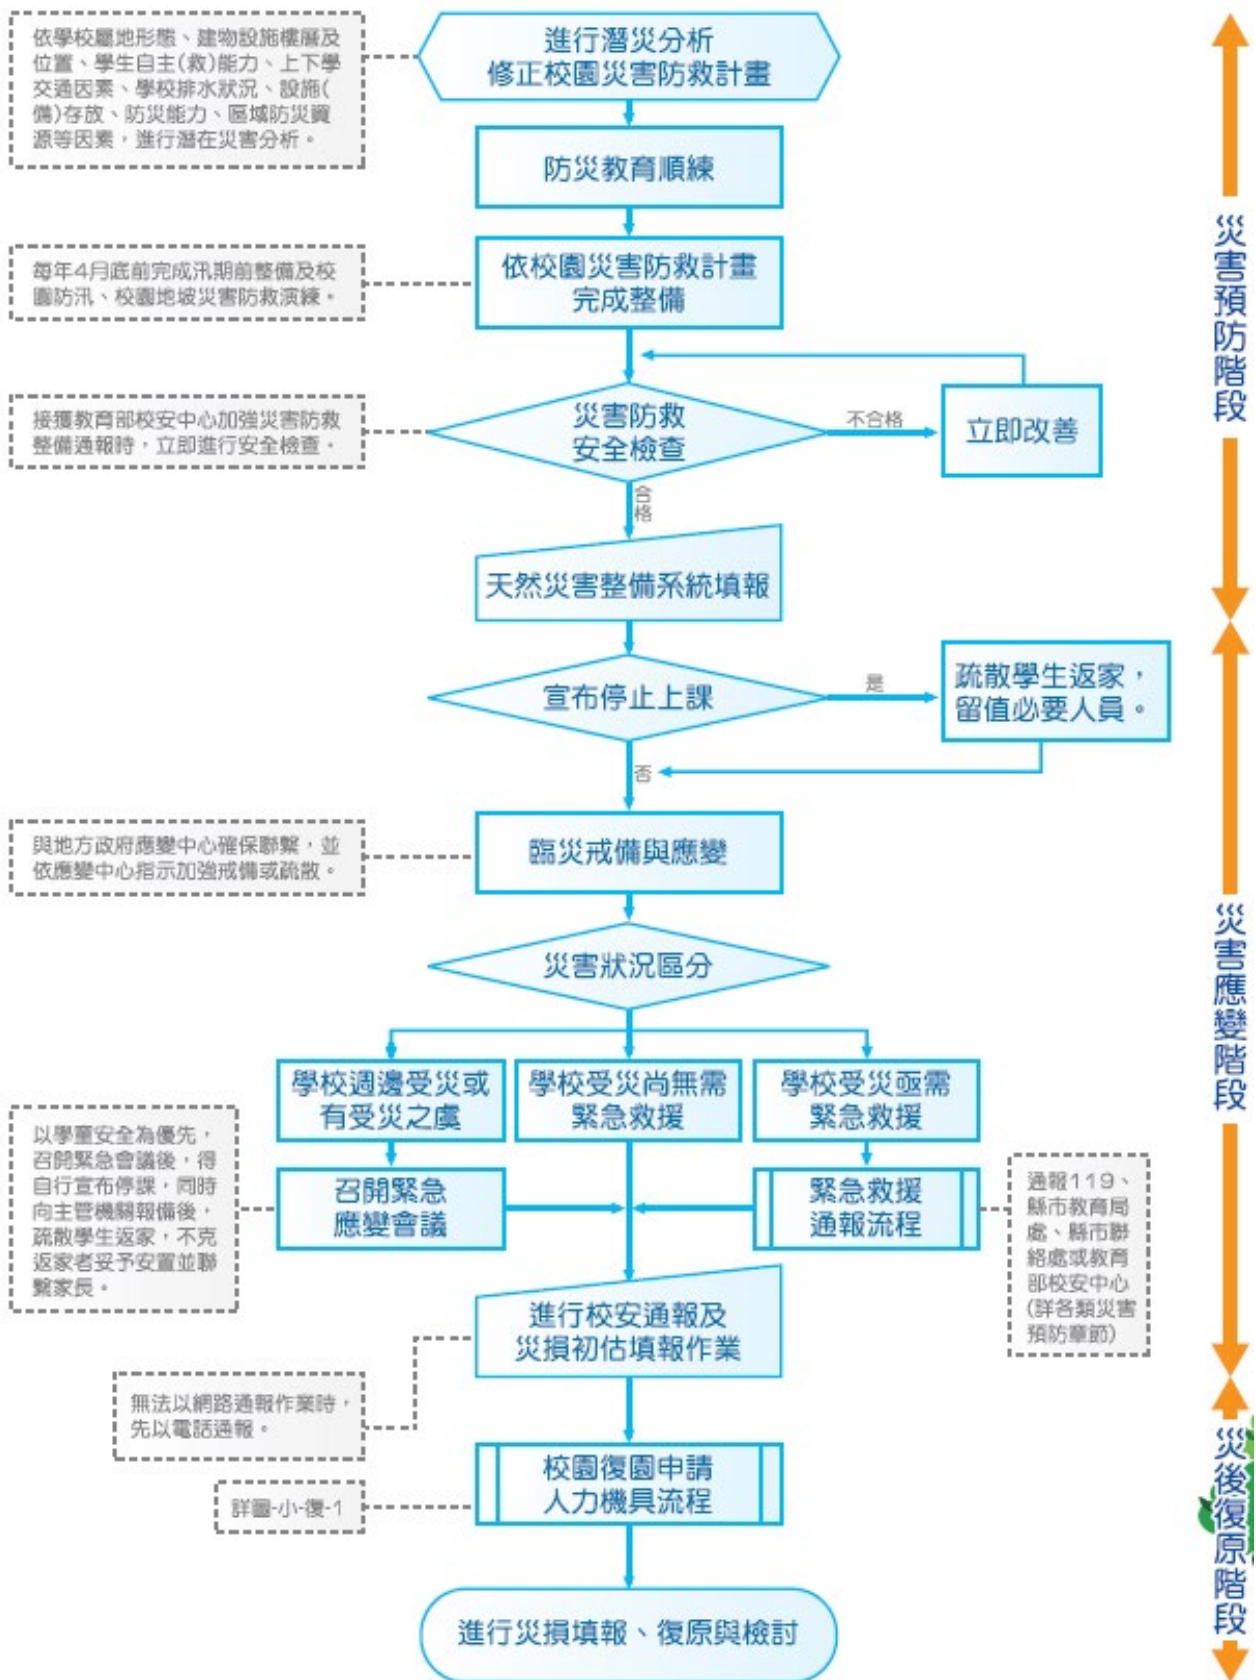 依學校屬地形態、建物設施樓層及
位置、學生自主(救)能力、上下學
交通因素、學校排水狀況、設施(
備)存放、防災能力、區域防災資
源等因素，進行潛在災害分析。
進行潛災分析
修正校園災害防救計畫
防災教育順練
每年4月底前完成汛期前整備及校
園防汛、校園地坡災害防救演練。
依校園災害防救計畫
完成整備
災害預防階段
接獲教育部校安中心加強災害防救
整備通報時，立即進行安全檢查。
災害防救
安全檢查
不合格
立即改善
合格
天然災害整備系統填報
宣布停止上課
是
疏散學生返家，
留值必要人員。
否
與地方政府應變中心確保聯繫，並
依應變中心指示加強戒備或疏散。
臨災戒備與應變
災害狀況區分
災害應變階段
學校週邊受災或
有受災之虞
學校受災尚無需
緊急救援
學校受災亟需
緊急救援
以學童安全為優先，
召開緊急會議後，得
自行宣布停課，同時
向主管機關報備後，
疏散學生返家，不克
返家者妥予安置並聯
繫家長。
召開緊急
應變會議
緊急救援
通報流程
通報119、
縣市教育局
處、縣市聯
絡處或教育
部校安中心
(詳各類災害
預防章節)
進行校安通報及
災損初估填報作業
無法以網路通報作業時，
先以電話通報。
校園復園申請
人力機具流程
詳圖-小-復-1
災後復原階段
進行災損填報、復原與檢討